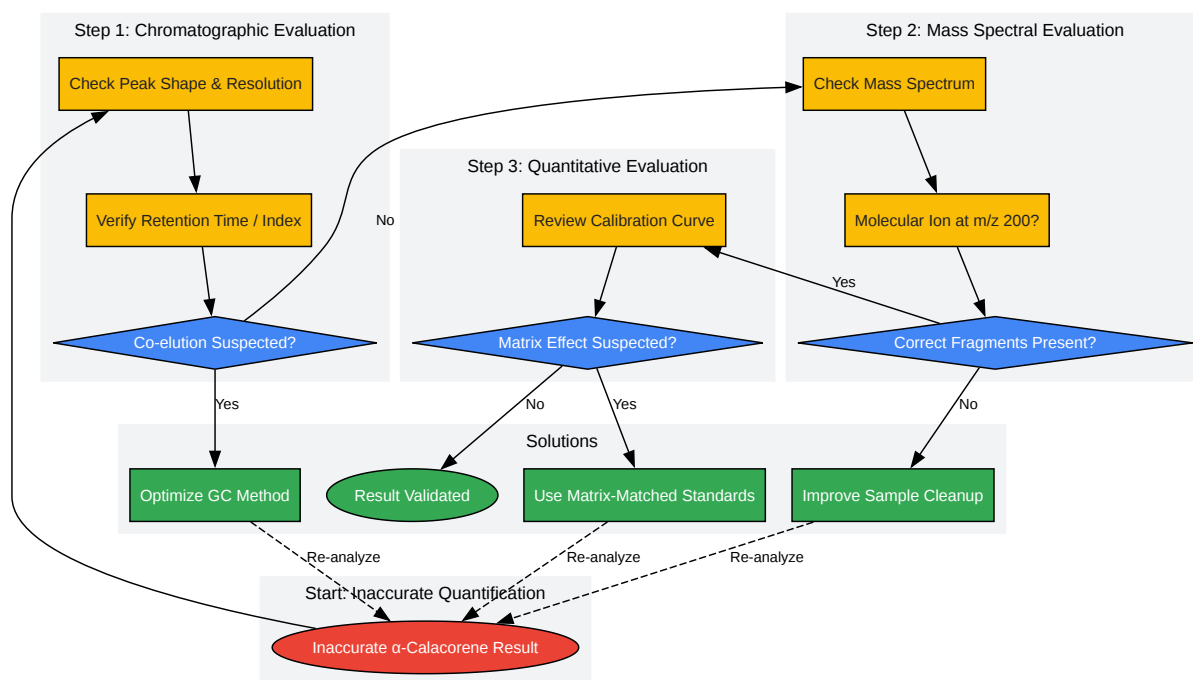 Step 1: Chromatographic Evaluation
Check Peak Shape & Resolution
Verify Retention Time / Index
Co-elution Suspected?
No
Yes
Step 2: Mass Spectral Evaluation
Check Mass Spectrum
Molecular Ion at m/z 200?
Correct Fragments Present?
Yes
No
Step 3: Quantitative Evaluation
Review Calibration Curve
Matrix Effect Suspected?
No
Yes
Solutions
Optimize GC Method
Result Validated
Use Matrix-Matched Standards
Improve Sample Cleanup
Re-analyze
Re-analyze
Re-analyze
Start: Inaccurate Quantification
Inaccurate α-Calacorene Result